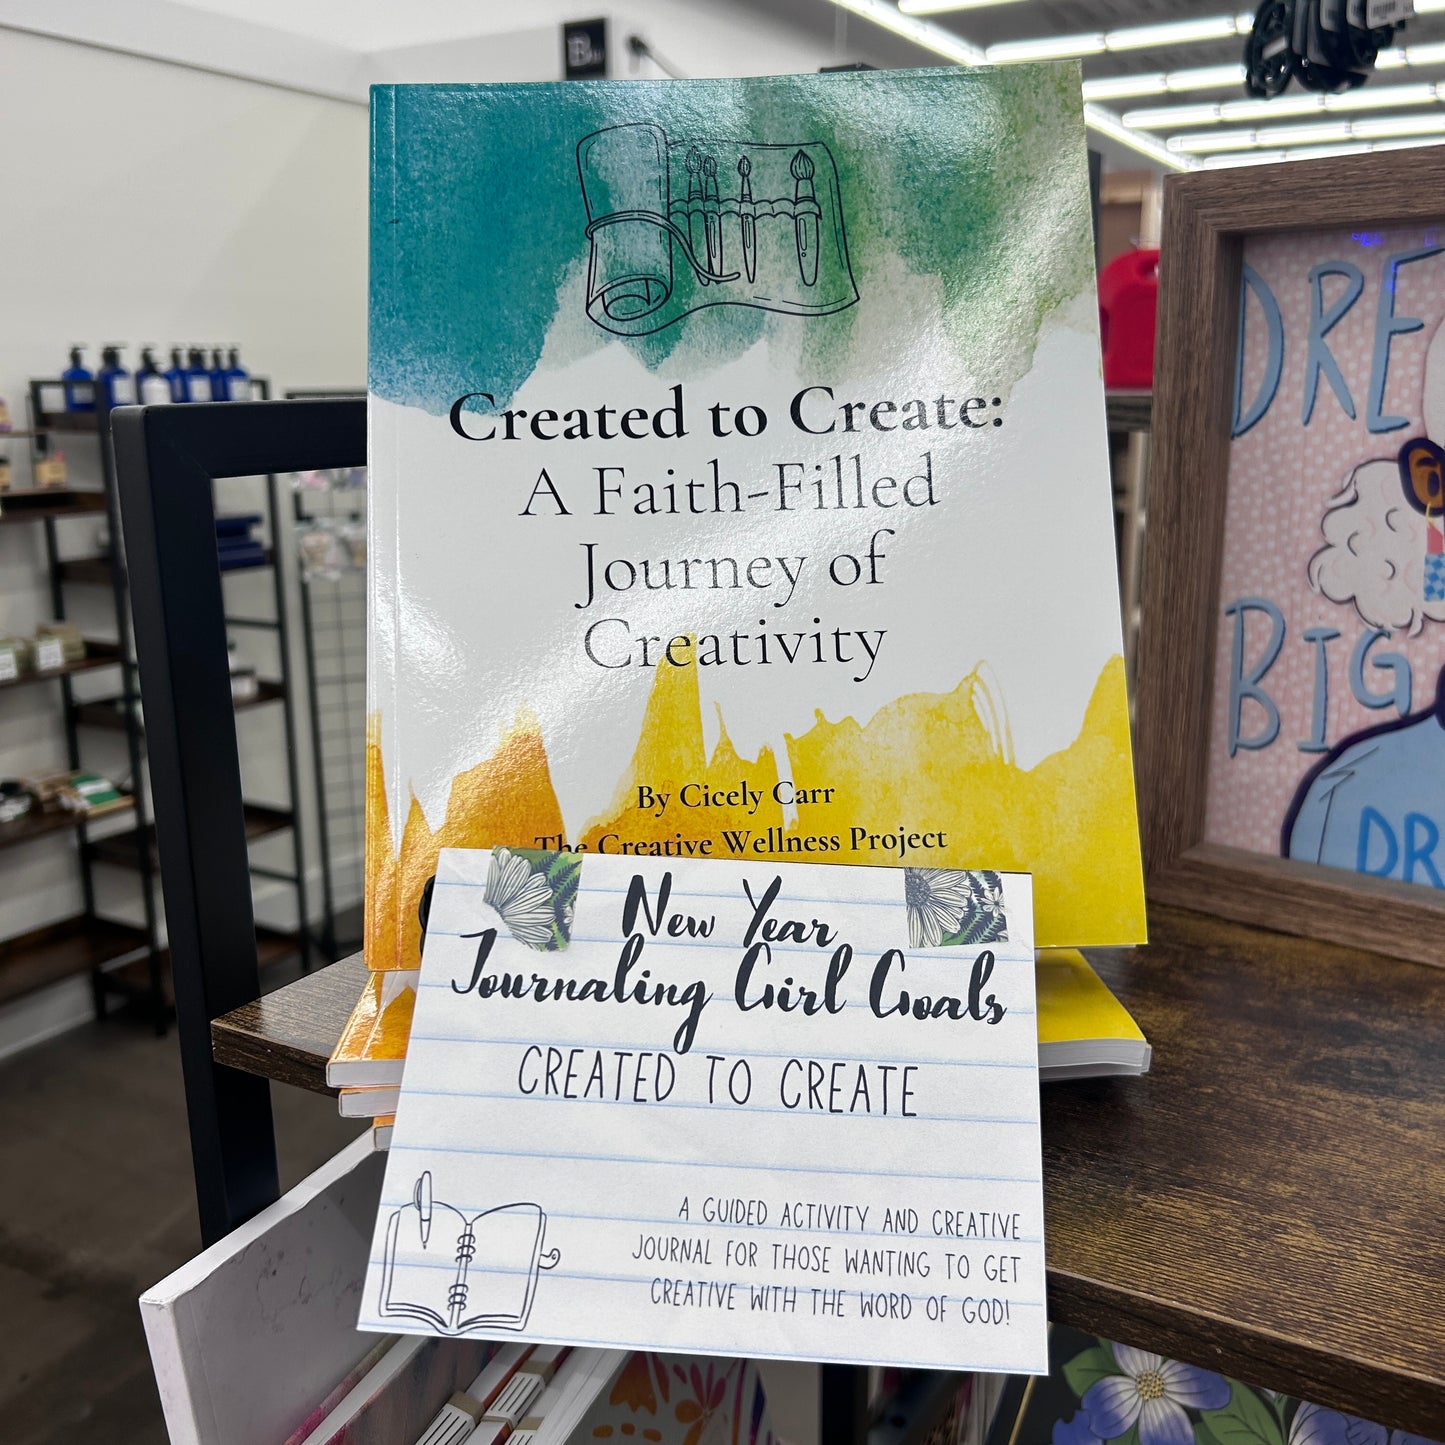 Created to Create:
A Faith-Filled
Journey of
Creativity
By Cicely Carr
The Creative Wellness Project
New Year
Journaling Girl Goals
CREATED TO CREATE
A GUIDED ACTIVITY AND CREATIVE
JOURNAL FOR THOSE WANTING TO GET
CREATIVE WITH THE WORD OF GOD!
DRE
BIG
DR